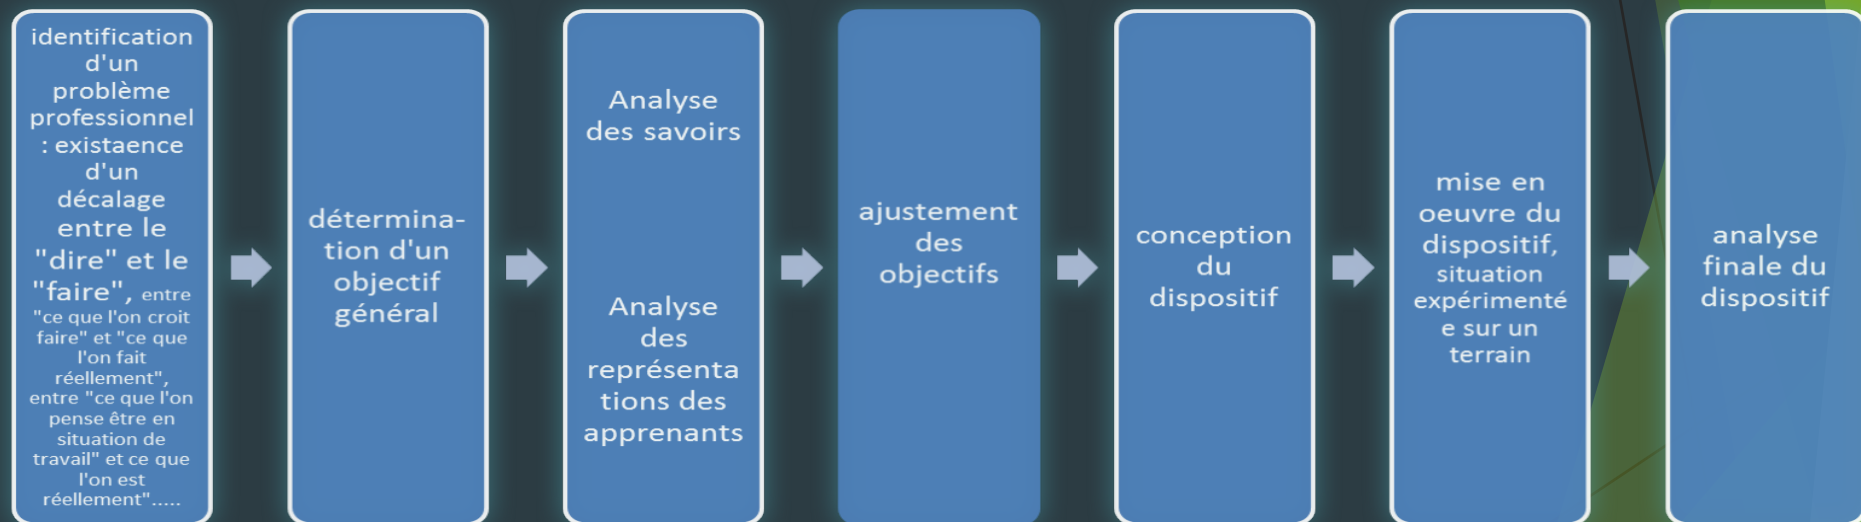 identification
d'un
problème
professionnel
: existaence
d'un
décalage
entre le
"dire" et le
"faire", entre
"ce que l'on croit
faire" et "ce que
l'on fait
réellement",
entre "ce que l'on
pense être en
situation de
travail" et ce que
l'on est
réellement".....
détermina-
tion d'un
objectif
général
Analyse
des savoirs
Analyse
des
représenta
tions des
apprenants
ajustement
des
objectifs
conception
du
dispositif
mise en
oeuvre du
dispositif,
situation
expérimenté
e sur un
terrain
analyse
finale du
dispositif